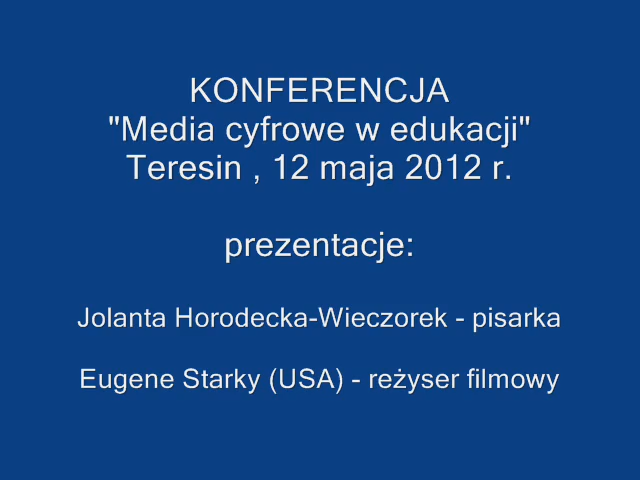 KONFERENCJA
"Media cyfrowe w edukacji"
Teresin , 12 maja 2012 r.
prezentacje:
Jolanta Horodecka-Wieczorek - pisarka
Eugene Starky (USA) - reżyser filmowy